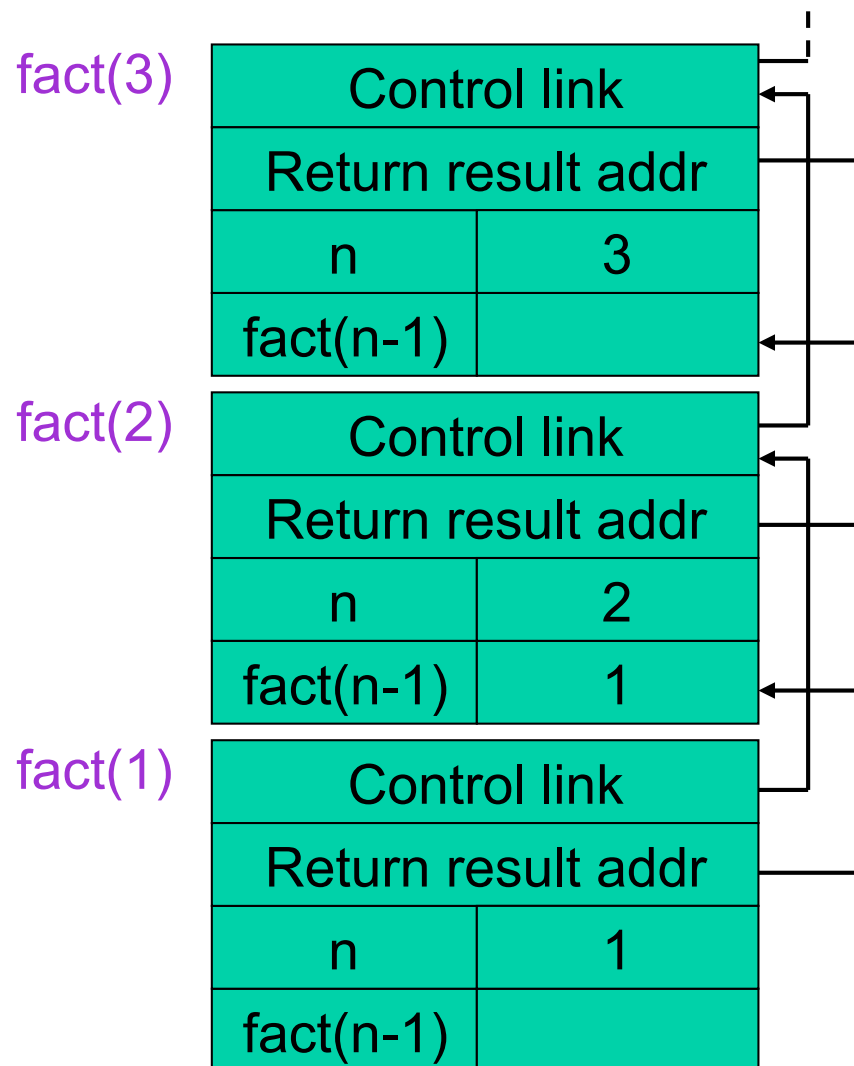 fact(3)
Control link
Return result addr
n 3
fact(n-1)
fact(2)
Control link
Return result addr
n 2
fact(n-1) 1
fact(1)
Control link
Return result addr
n 1
fact(n-1)